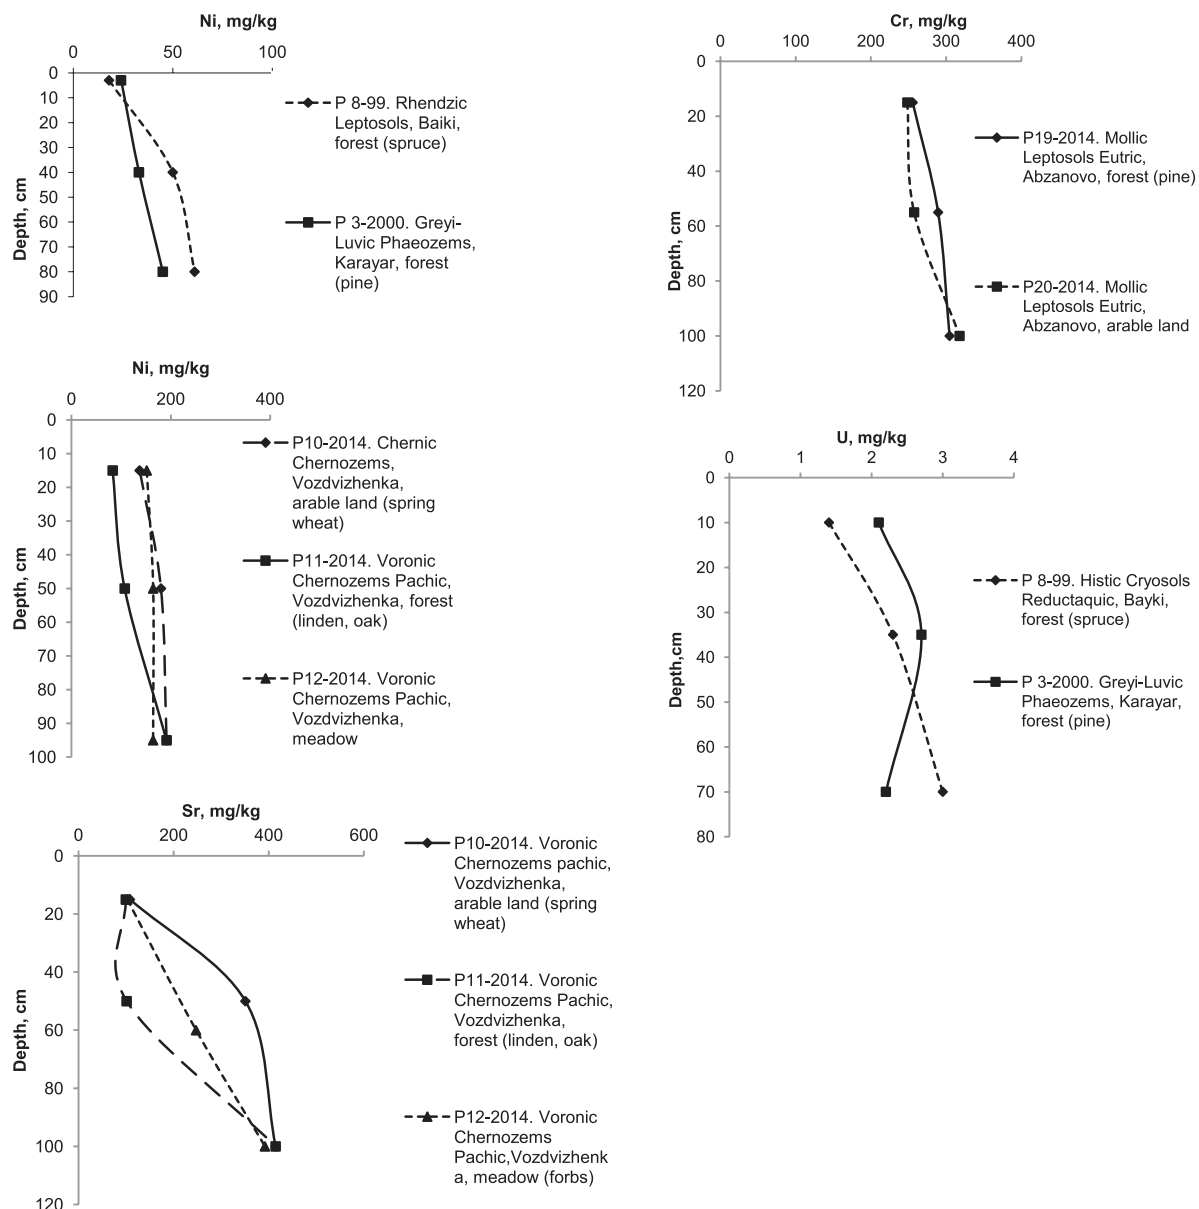 Ni, mg/kg
0 50 100
0
10
20
30
40
50
60
70
80
90
Depth, cm
P 8-99. Rhendzic
Leptosols, Baiki,
forest (spruce)
P 3-2000. Greyi-
Luvic Phaeozems,
Karayar, forest
(pine)
Cr, mg/kg
0 100 200 300 400
0
20
40
60
80
100
120
Depth, cm
P19-2014. Mollic
Leptosols Eutric,
Abzanovo, forest (pine)
P20-2014. Mollic
Leptosols Eutric,
Abzanovo, arable land
Ni, mg/kg
0 200 400
0
10
20
30
40
50
60
70
80
90
100
Depth, cm
P10-2014. Chernic
Chernozems,
Vozdvizhenka,
arable land (spring
wheat)
P11-2014. Voronic
Chernozems Pachic,
Vozdvizhenka, forest
(linden, oak)
P12-2014. Voronic
Chernozems Pachic,
Vozdvizhenka,
meadow
U, mg/kg
0 1 2 3 4
0
10
20
30
40
50
60
70
80
Depth,cm
P 8-99. Histic Cryosols
Reductaquic, Bayki,
forest (spruce)
P 3-2000. Greyi-Luvic
Phaeozems, Karayar,
forest (pine)
Sr, mg/kg
0 200 400 600
0
20
40
60
80
100
120
Depth, cm
P10-2014. Voronic
Chernozems pachic,
Vozdvizhenka,
arable land (spring
wheat)
P11-2014. Voronic
Chernozems Pachic,
Vozdvizhenka,
forest (linden, oak)
P12-2014. Voronic
Chernozems
Pachic,Vozdvizhenk
a, meadow (forbs)